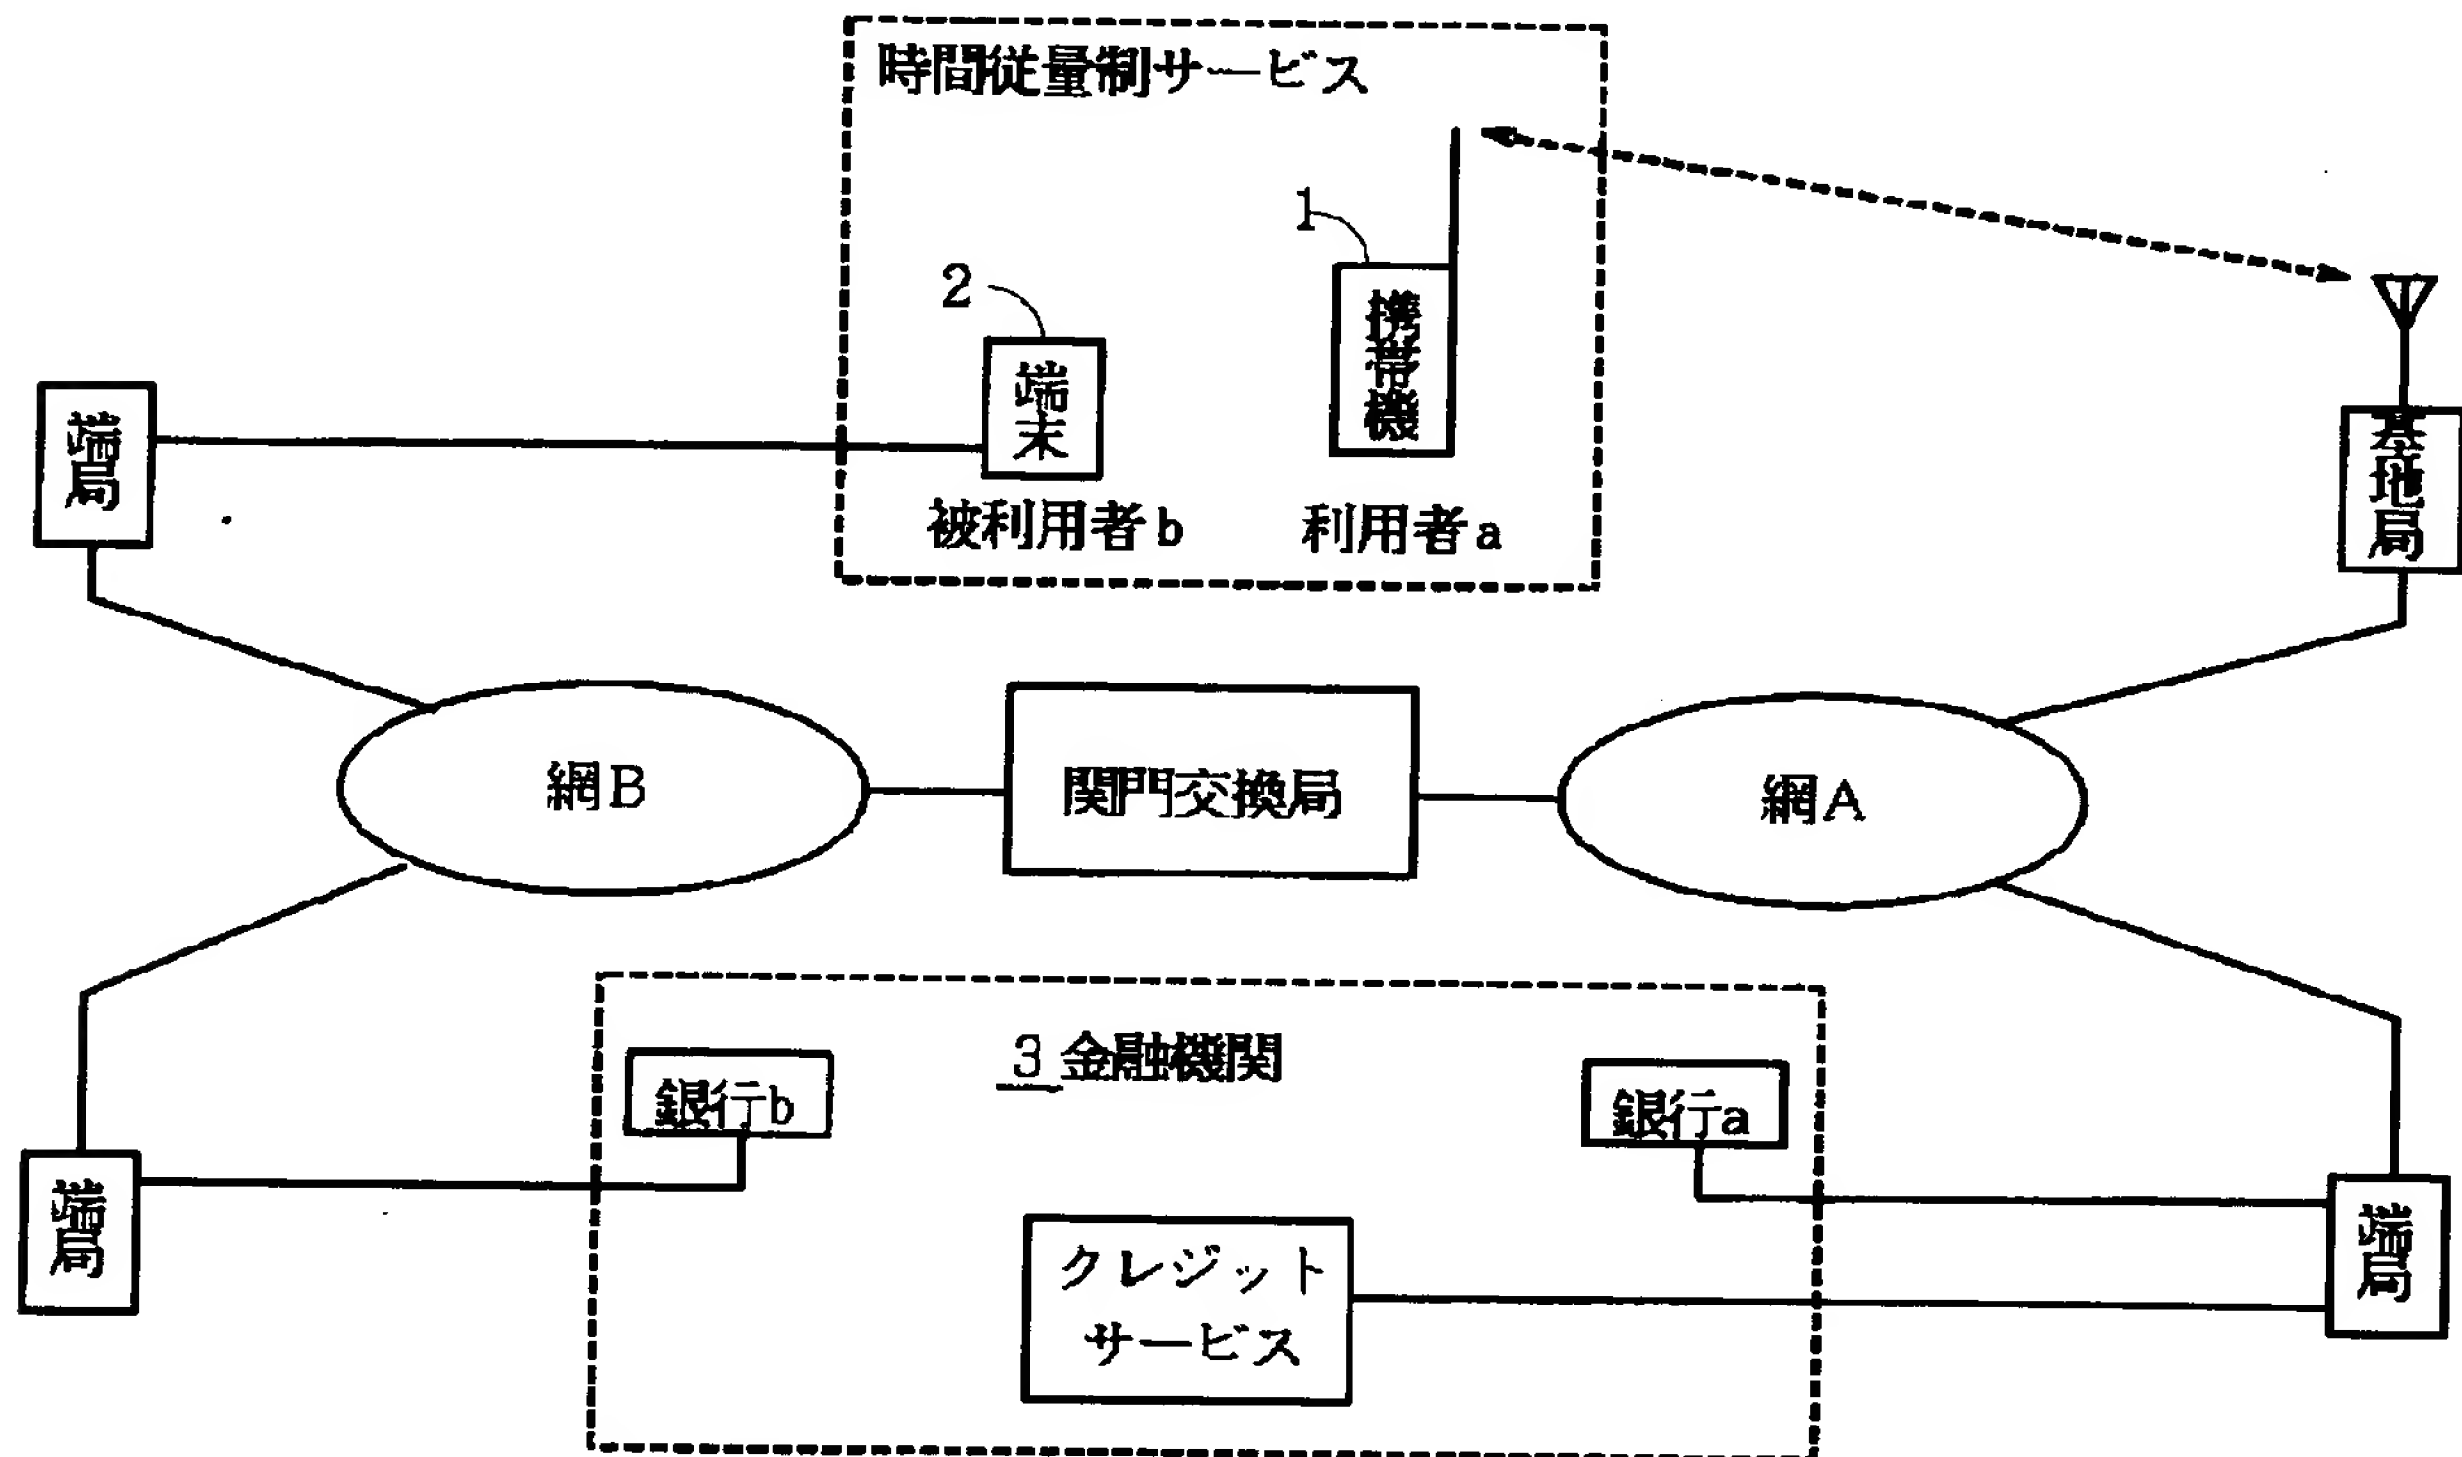 時間従量制サービス
1
2
携帯機
端末
端局
基地局
被利用者b
利用者a
網B
関門交換局
網A
3 金融機関
銀行b
銀行a
端局
クレジット
サービス
端局